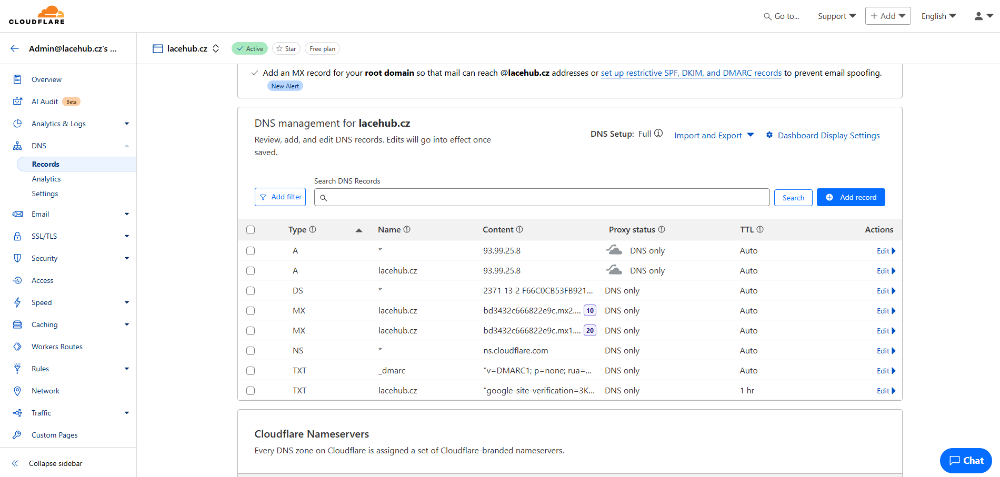 CLOUDFLARE
Go to...
Support
+ Add
English
Admin@lacehub.cz's ...
lacehub.cz
Active
Star
Free plan
Overview
AI Audit Beta
Analytics & Logs
DNS
Records
Analytics
Settings
Email
SSL/TLS
Security
Access
Speed
Caching
Workers Routes
Rules
Network
Traffic
Custom Pages
Collapse sidebar
Add an MX record for your root domain so that mail can reach @lacehub.cz addresses or set up restrictive SPF, DKIM, and DMARC records to prevent email spoofing.
New Alert
DNS management for lacehub.cz
Review, add, and edit DNS records. Edits will go into effect once
saved.
DNS Setup: Full
Import and Export
Dashboard Display Settings
Search DNS Records
Add filter
Search
Add record
Type Name Content Proxy status TTL Actions
A * 93.99.25.8 DNS only Auto Edit
A lacehub.cz 93.99.25.8 DNS only Auto Edit
DS * 2371 13 2 F66C0CB53FB921... DNS only Auto Edit
MX lacehub.cz bd3432c666822e9c.mx2.... 10 DNS only Auto Edit
MX lacehub.cz bd3432c666822e9c.mx1.... 20 DNS only Auto Edit
NS * ns.cloudflare.com DNS only Auto Edit
TXT _dmarc "v=DMARC1; p=none; rua=... DNS only Auto Edit
TXT lacehub.cz "google-site-verification=3K... DNS only 1 hr Edit
Cloudflare Nameservers
Every DNS zone on Cloudflare is assigned a set of Cloudflare-branded nameservers.
Chat